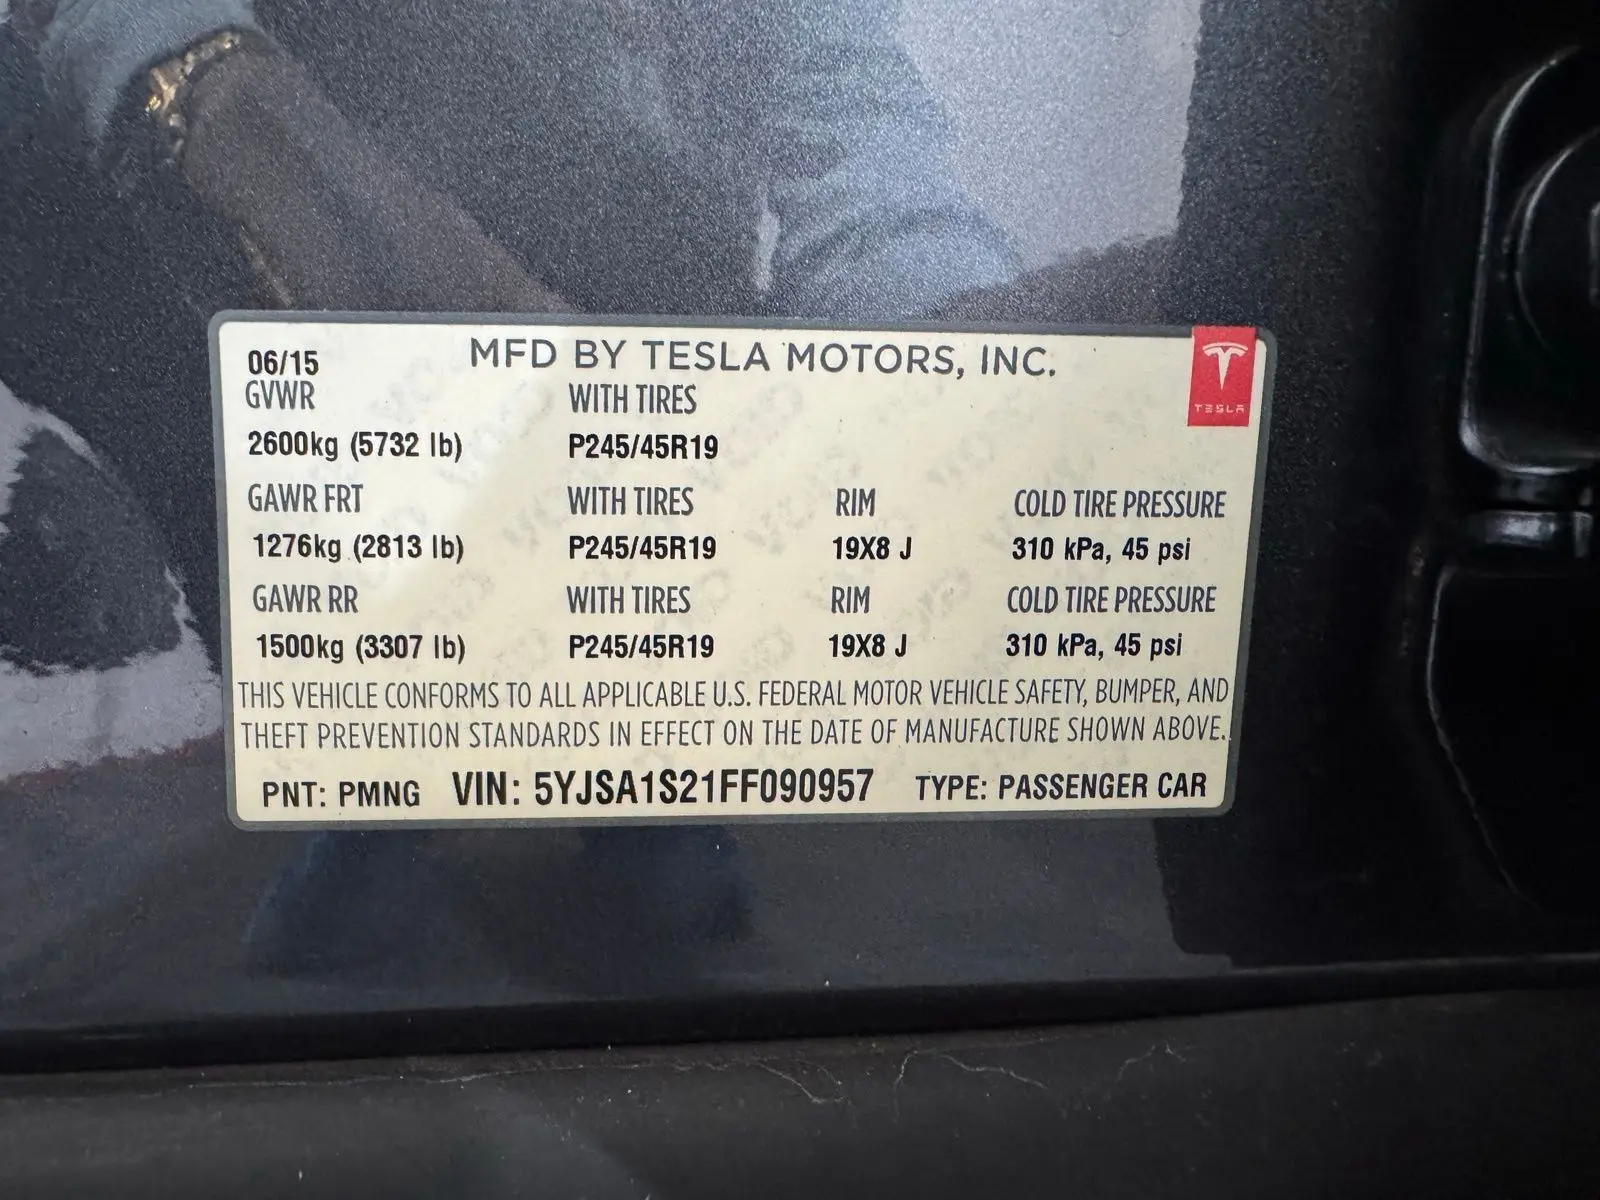 06/15 MFD BY TESLA MOTORS, INC.
TESLA
GVWR WITH TIRES
2600kg (5732 lb) P245/45R19
GAWR FRT WITH TIRES RIM COLD TIRE PRESSURE
1276kg (2813 lb) P245/45R19 19X8 J 310 kPa, 45 psi
GAWR RR WITH TIRES RIM COLD TIRE PRESSURE
1500kg (3307 lb) P245/45R19 19X8 J 310 kPa, 45 psi
THIS VEHICLE CONFORMS TO ALL APPLICABLE U.S. FEDERAL MOTOR VEHICLE SAFETY, BUMPER, AND
THEFT PREVENTION STANDARDS IN EFFECT ON THE DATE OF MANUFACTURE SHOWN ABOVE.
PNT: PMNG VIN: 5YJSA1S21FF090957 TYPE: PASSENGER CAR